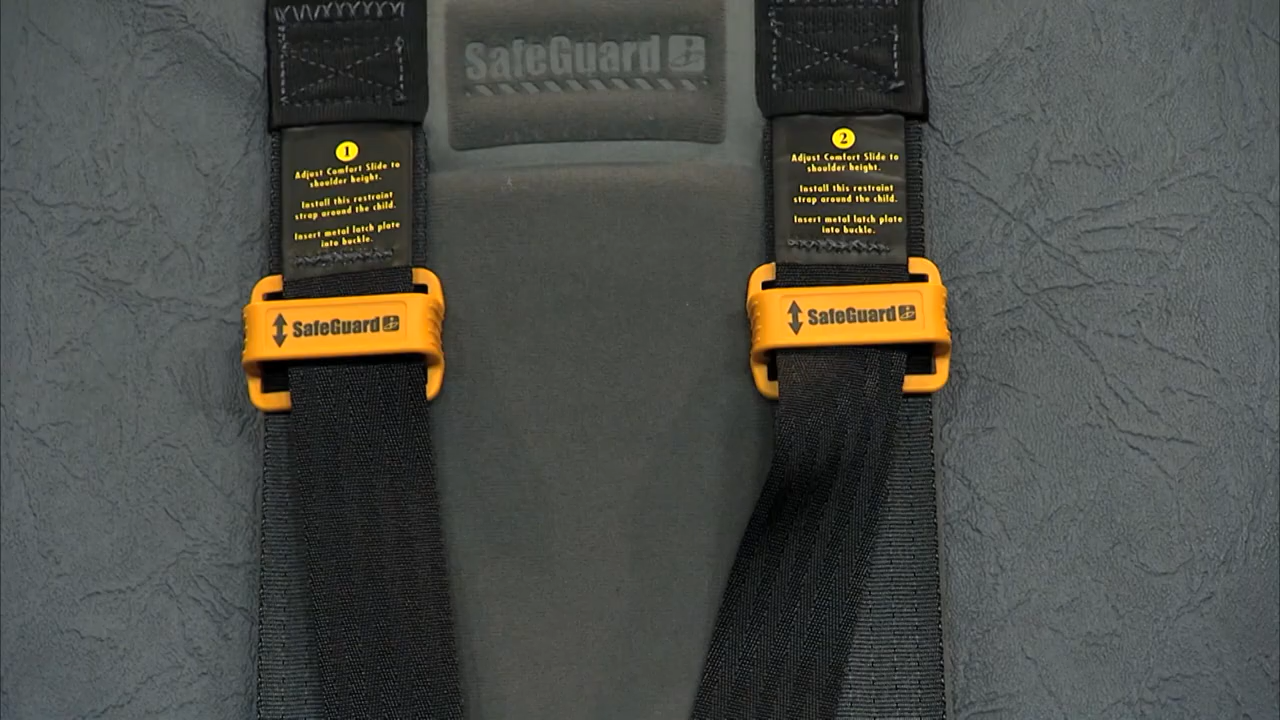 SafeGuard
1
Adjust Comfort Slide to
shoulder height.
Install this restraint
strap around the child.
Insert metal latch plate
into buckle.
2
Adjust Comfort Slide to
shoulder height.
Install this restraint
strap around the child.
Insert metal latch plate
into buckle.
SafeGuard
SafeGuard